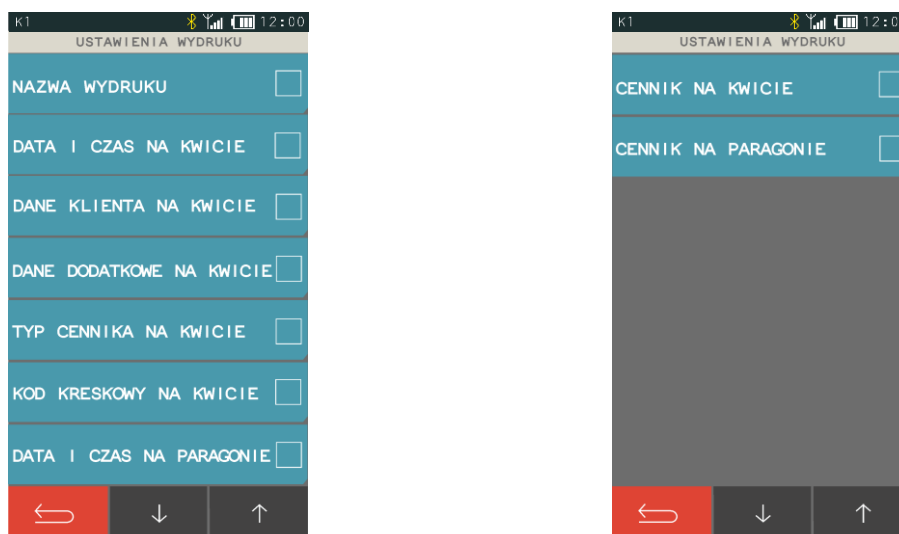 K1 12:00
USTAWIENIA WYDRUKU
NAZWA WYDRUKU
DATA I CZAS NA KWICIE
DANE KLIENTA NA KWICIE
DANE DODATKOWE NA KWICIE
TYP CENNIKA NA KWICIE
KOD KRESKOWY NA KWICIE
DATA I CZAS NA PARAGONIE
K1 12:0
USTAWIENIA WYDRUKU
CENNIK NA KWICIE
CENNIK NA PARAGONIE